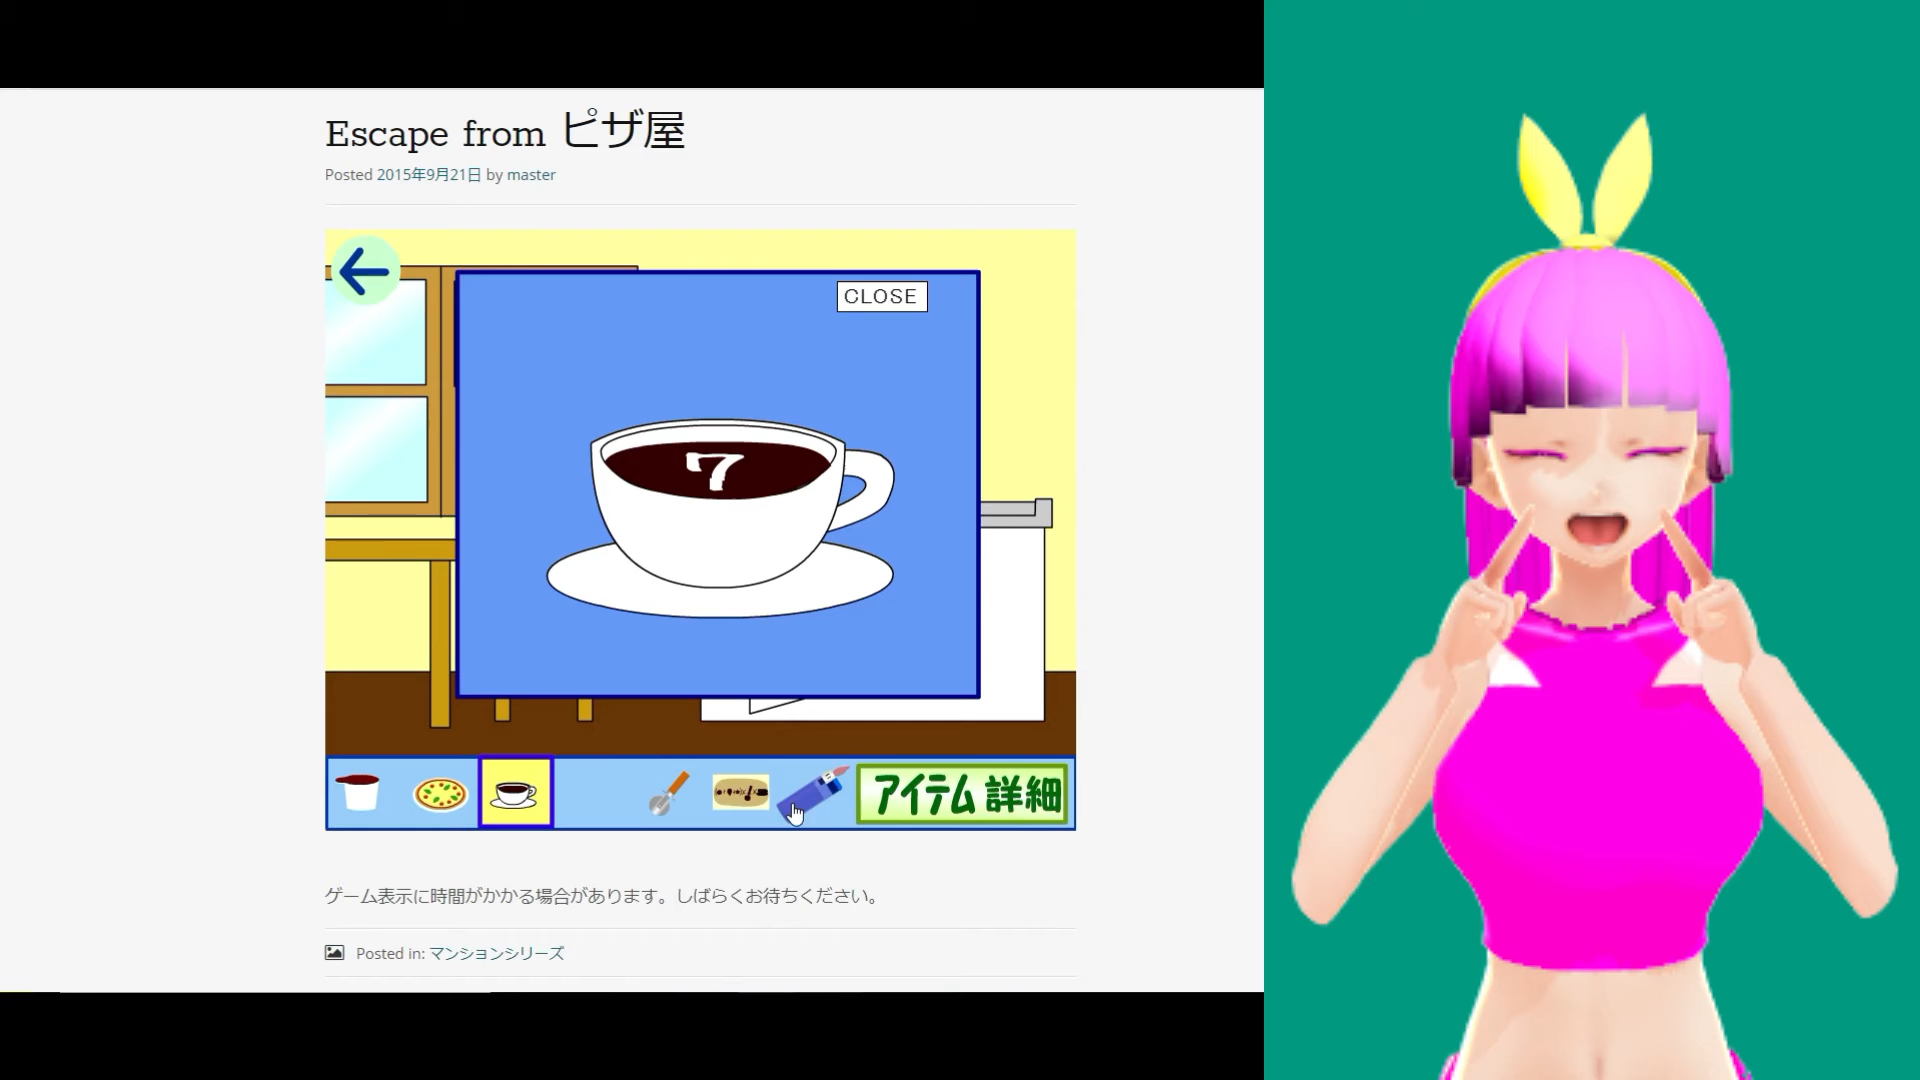 Escape from ピザ屋
Posted 2015年9月21日 by master
CLOSE
7
アイテム詳細
ゲーム表示に時間がかかる場合があります。しばらくお待ちください。
Posted in: マンションシリーズ